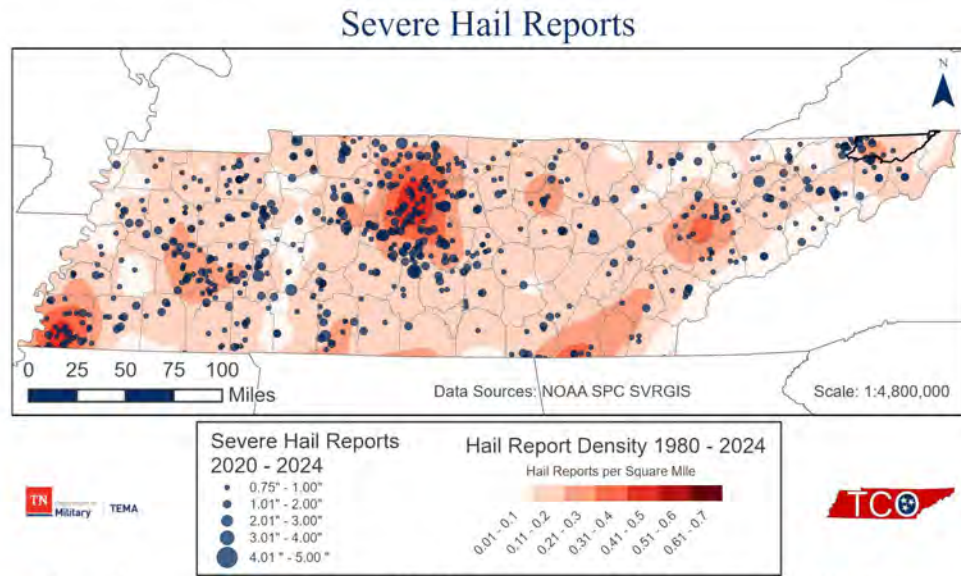 Severe Hail Reports
N
0 25 50 75 100
Miles
Data Sources: NOAA SPC SVRGIS
Scale: 1:4,800,000
Severe Hail Reports
2020 - 2024
0.75" - 1.00"
1.01" - 2.00"
2.01" - 3.00"
3.01" - 4.00"
4.01" - 5.00 "
Hail Report Density 1980 - 2024
Hail Reports per Square Mile
0.01 - 0.1
0.11 - 0.2
0.21 - 0.3
0.31 - 0.4
0.41 - 0.5
0.51 - 0.6
0.61 - 0.7
TN
Military
TEMA
TCO